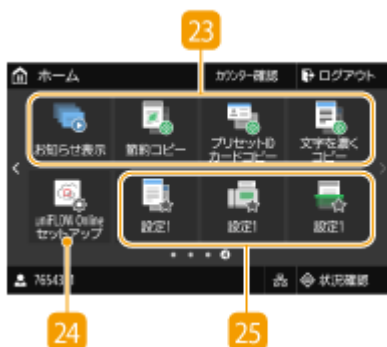 23
ホーム
カウンター確認
ログアウト
お知らせ表示
節約コピー
プリセットID
カードコピー
文字を濃く
コピー
uniFLOW Online
セットアップ
設定1
設定1
設定1
4
状況確認
24
25